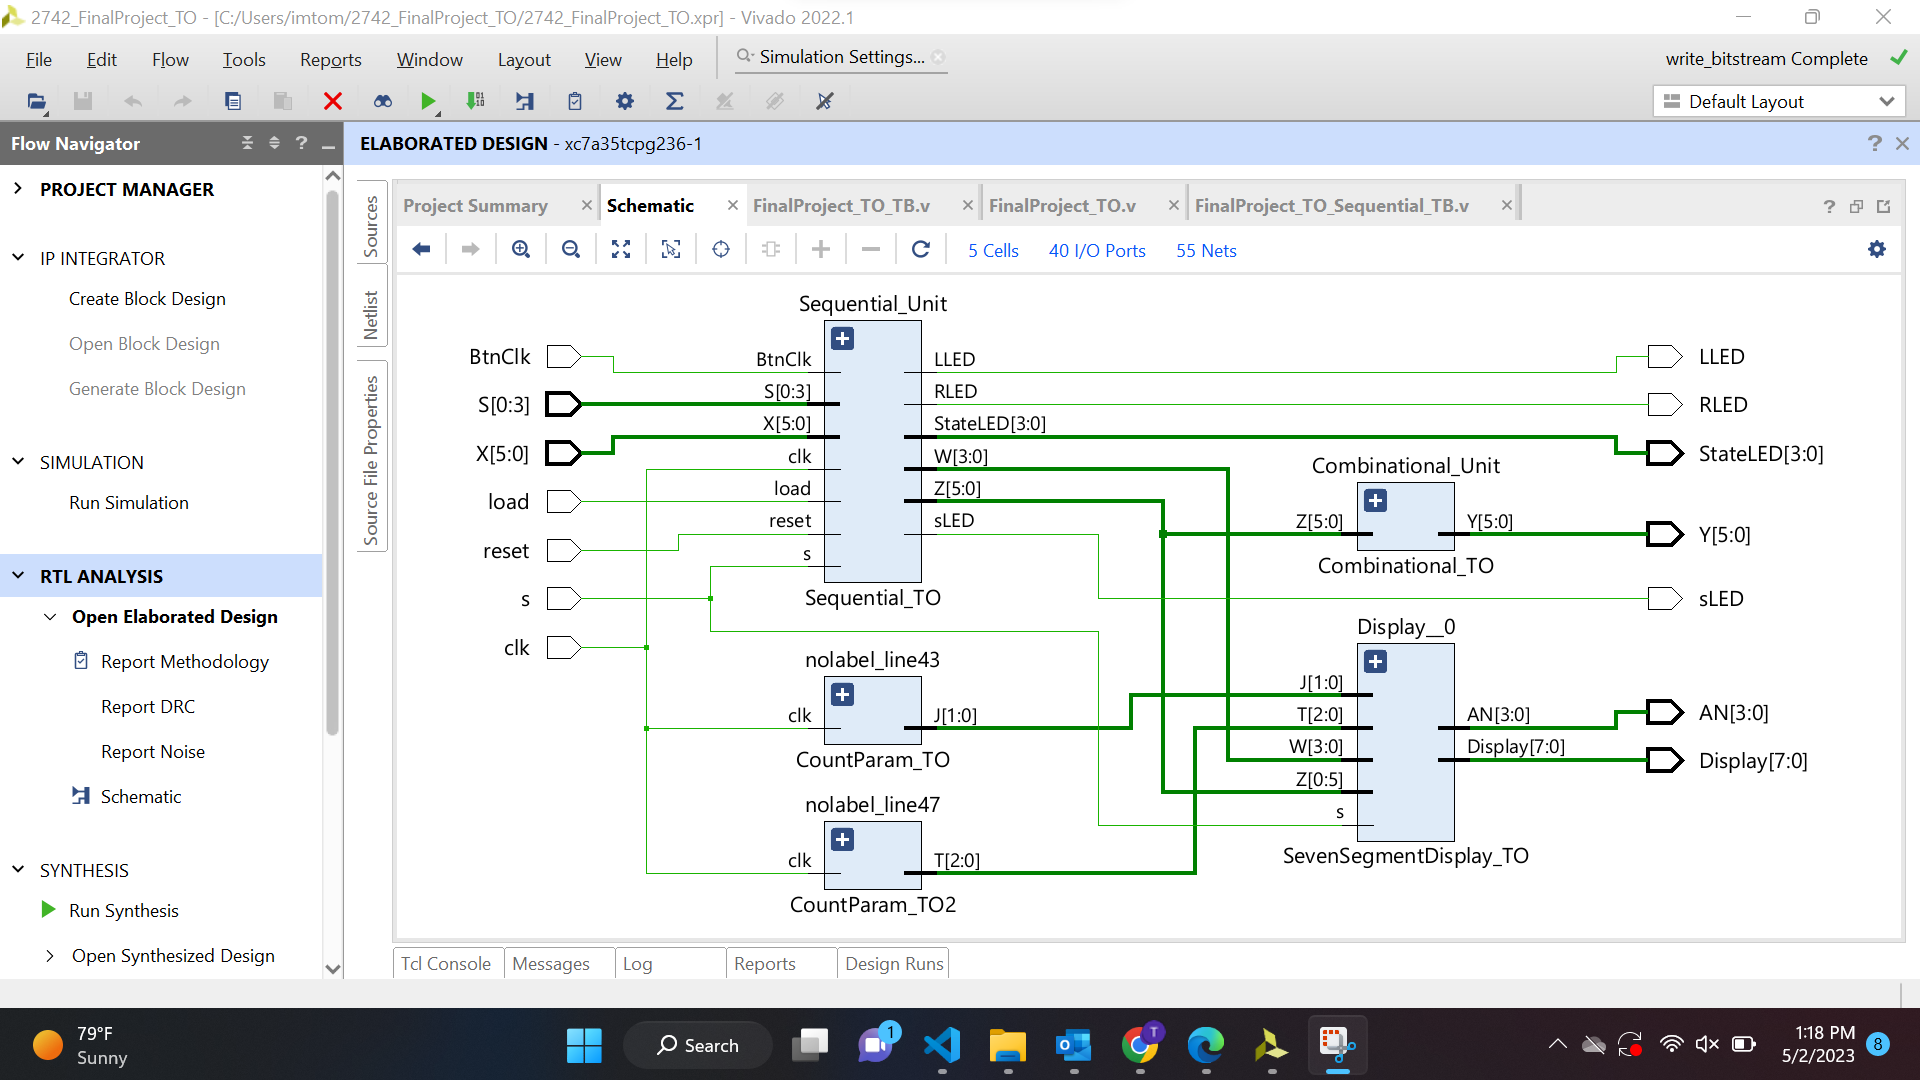 2742_FinalProject_TO - [C:/Users/imtom/2742_FinalProject_TO/2742_FinalProject_TO.xpr] - Vivado 2022.1
File Edit Flow Tools Reports Window Layout View Help Simulation Settings... write_bitstream Complete
Default Layout
Flow Navigator
ELABORATED DESIGN - xc7a35tcpg236-1
PROJECT MANAGER
IP INTEGRATOR
Create Block Design
Open Block Design
Generate Block Design
SIMULATION
Run Simulation
RTL ANALYSIS
Open Elaborated Design
Report Methodology
Report DRC
Report Noise
Schematic
SYNTHESIS
Run Synthesis
Open Synthesized Design
Sources
Netlist
Source File Properties
Project Summary Schematic FinalProject_TO_TB.v FinalProject_TO.v FinalProject_TO_Sequential_TB.v
5 Cells 40 I/O Ports 55 Nets
BtnClk
S[0:3]
X[5:0]
load
reset
s
clk
Sequential_Unit
BtnClk LLED
S[0:3] RLED
X[5:0] StateLED[3:0]
clk W[3:0]
load Z[5:0]
reset sLED
s
Sequential_TO
nolabel_line43
clk J[1:0]
CountParam_TO
nolabel_line47
clk T[2:0]
CountParam_TO2
Combinational_Unit
Z[5:0] Y[5:0]
Combinational_TO
Display__0
J[1:0]
T[2:0] AN[3:0]
W[3:0] Display[7:0]
Z[0:5]
s
SevenSegmentDisplay_TO
LLED
RLED
StateLED[3:0]
Y[5:0]
sLED
AN[3:0]
Display[7:0]
Tcl Console Messages Log Reports Design Runs
79°F
Sunny
Search
1
T
1:18 PM
5/2/2023
8